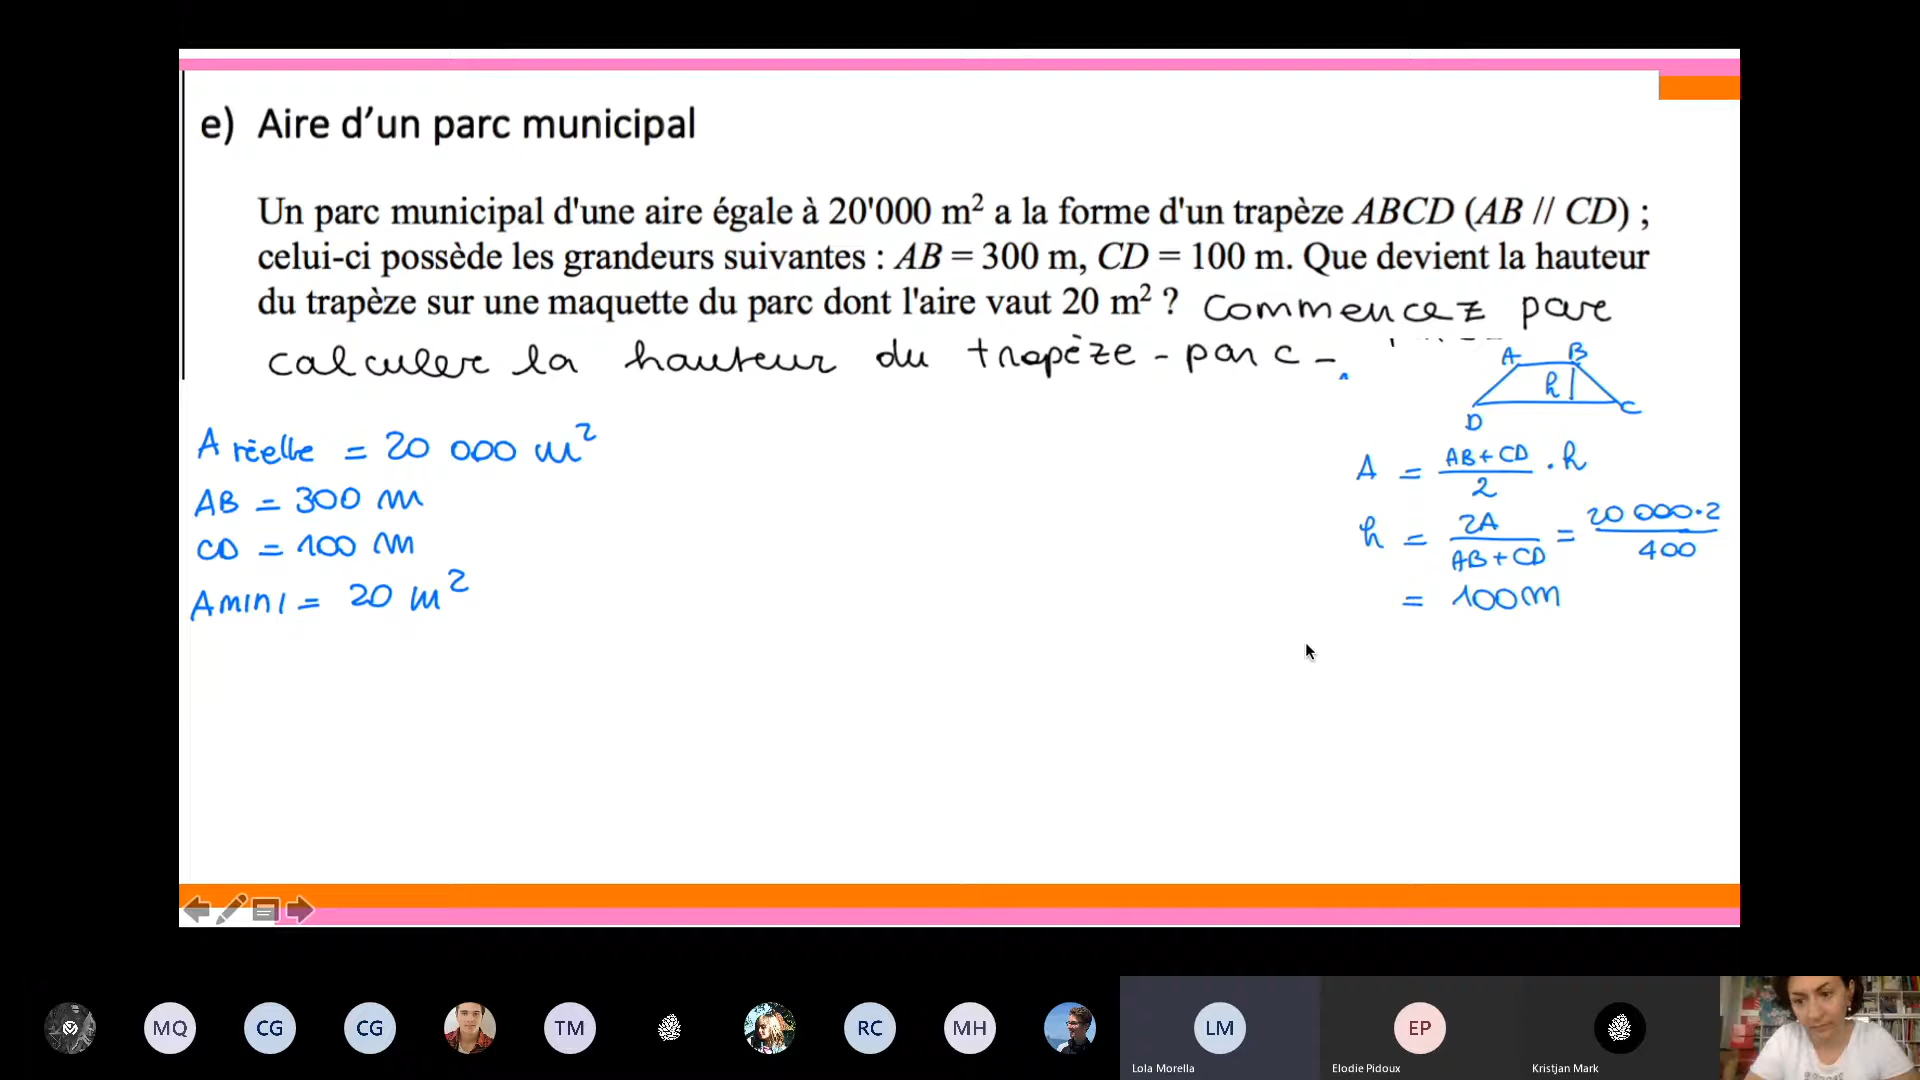 e) Aire d’un parc municipal
Un parc municipal d'une aire égale à 20'000 m² a la forme d'un trapèze ABCD (AB // CD) ;
celui-ci possède les grandeurs suivantes : AB = 300 m, CD = 100 m. Que devient la hauteur
du trapèze sur une maquette du parc dont l'aire vaut 20 m² ? Commencez par
calculer la hauteur du trapèze - parc -
A B
h
D C
A réelle = 20 000 m²
AB = 300 m
CD = 100 m
A mini = 20 m²
A = (AB+CD)/2 . h
h = 2A/(AB+CD) = 20 000·2/400
= 100m
MQ CG CG TM RC MH LM EP
Lola Morella Elodie Pidoux Kristjan Mark